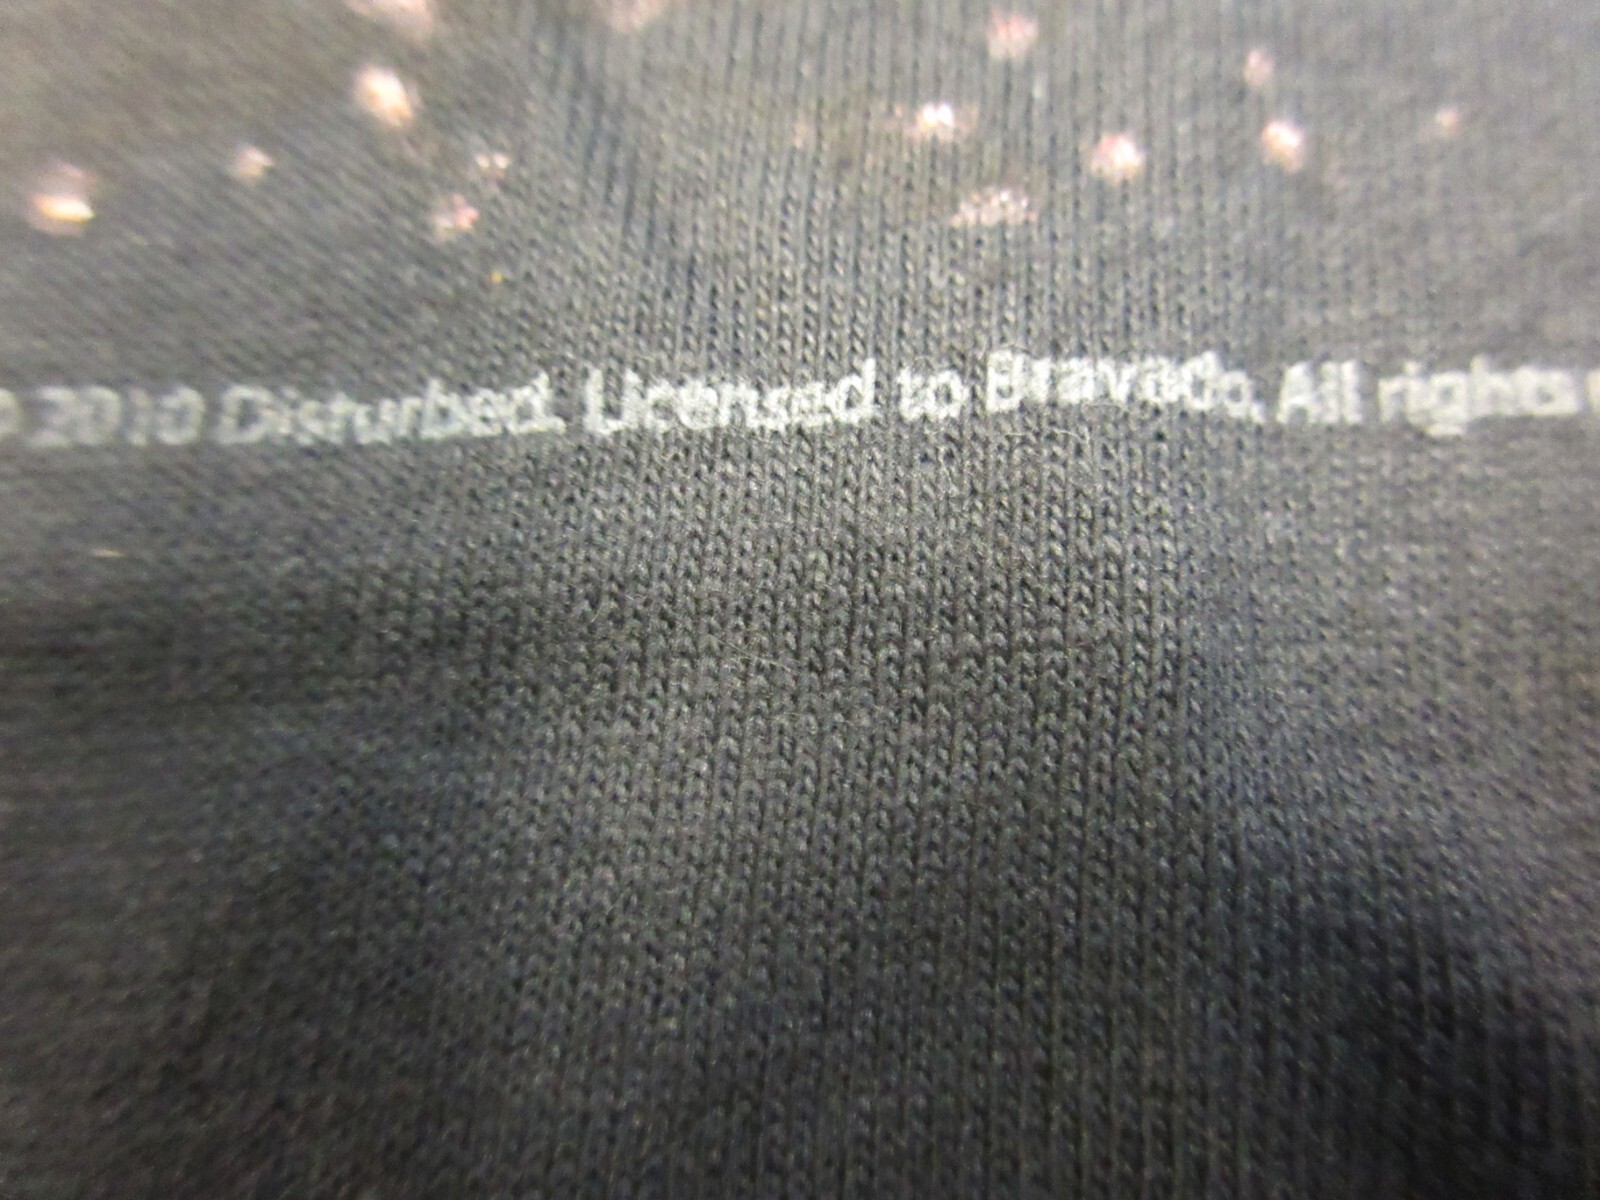 2010 Disturbed. Licensed to Bravado. All rights